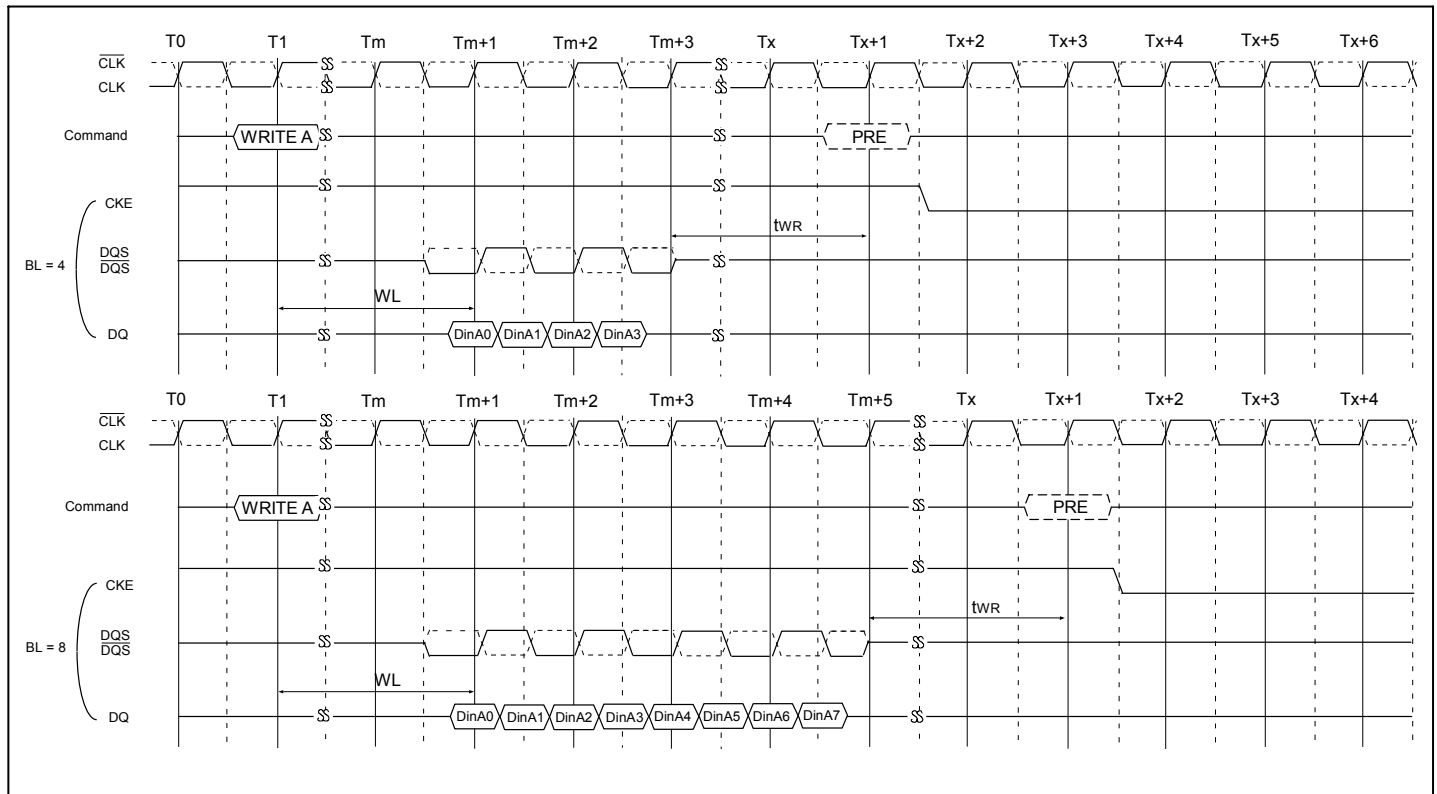 T0 T1 Tm Tm+1 Tm+2 Tm+3 Tx Tx+1 Tx+2 Tx+3 Tx+4 Tx+5 Tx+6
CLK
CLK
Command WRITE A PRE
CKE
tWR
BL = 4
DQS
DQS
WL
DQ DinA0 DinA1 DinA2 DinA3
T0 T1 Tm Tm+1 Tm+2 Tm+3 Tm+4 Tm+5 Tx Tx+1 Tx+2 Tx+3 Tx+4
CLK
CLK
Command WRITE A PRE
CKE
tWR
BL = 8
DQS
DQS
WL
DQ DinA0 DinA1 DinA2 DinA3 DinA4 DinA5 DinA6 DinA7